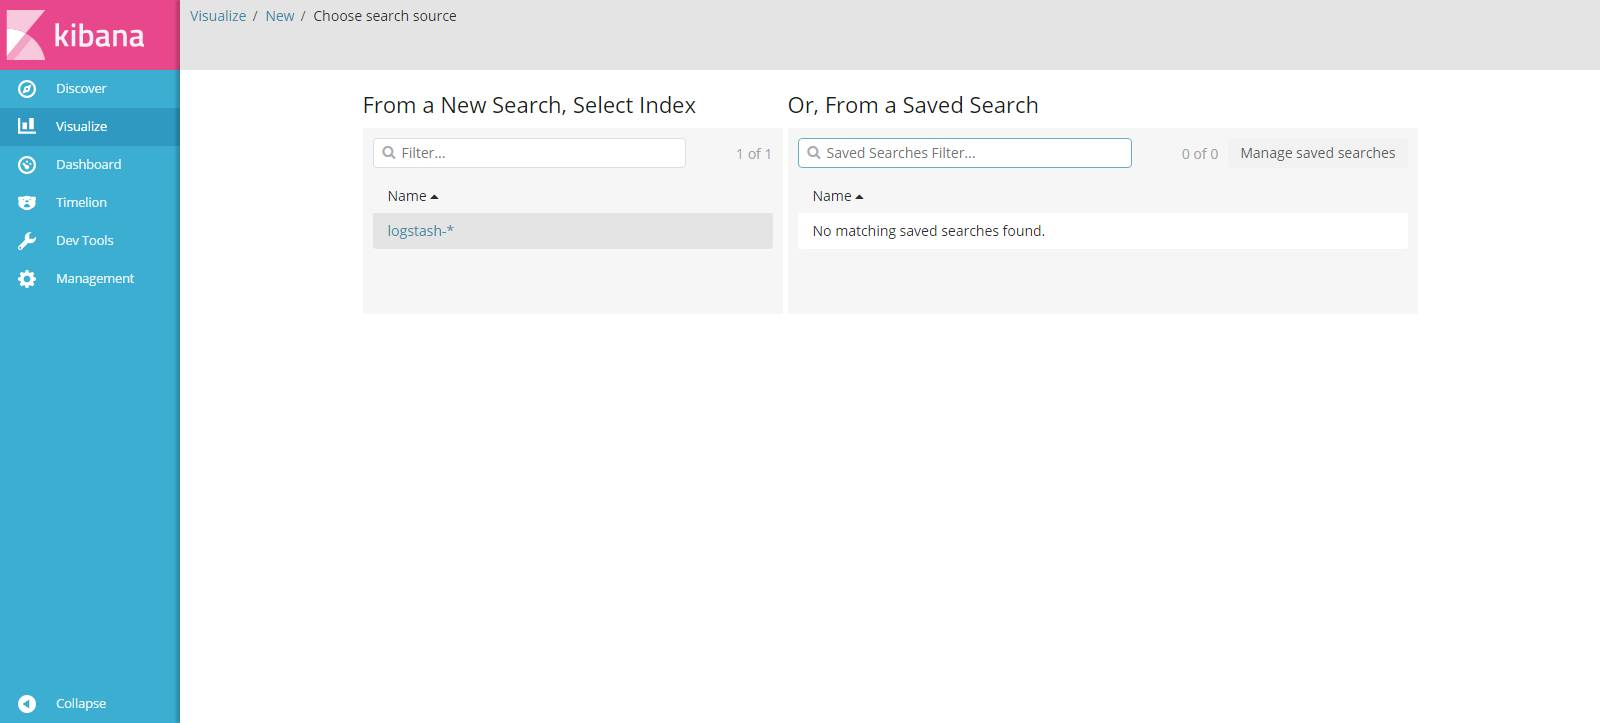 kibana
Discover
Visualize
Dashboard
Timelion
Dev Tools
Management
Collapse
Visualize / New / Choose search source
From a New Search, Select Index
Filter...
1 of 1
Name
logstash-*
Or, From a Saved Search
Saved Searches Filter...
0 of 0
Manage saved searches
Name
No matching saved searches found.